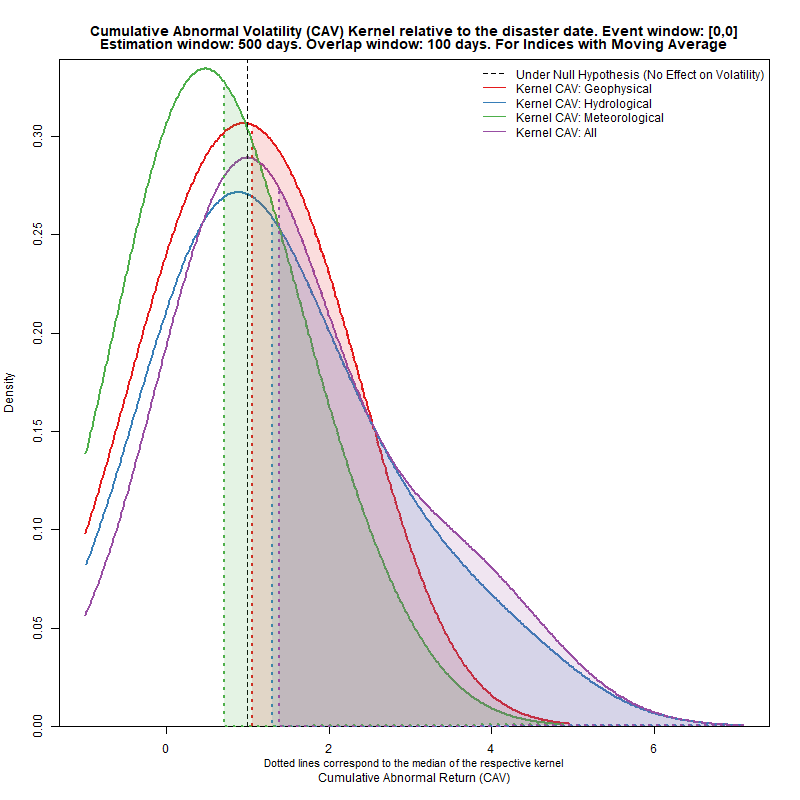 Cumulative Abnormal Volatility (CAV) Kernel relative to the disaster date. Event window: [0,0]
Estimation window: 500 days. Overlap window: 100 days. For Indices with Moving Average
Under Null Hypothesis (No Effect on Volatility)
Kernel CAV: Geophysical
Kernel CAV: Hydrological
Kernel CAV: Meteorological
Kernel CAV: All
0.30
0.25
0.20
0.15
0.10
0.05
0.00
Density
0 2 4 6
Dotted lines correspond to the median of the respective kernel
Cumulative Abnormal Return (CAV)